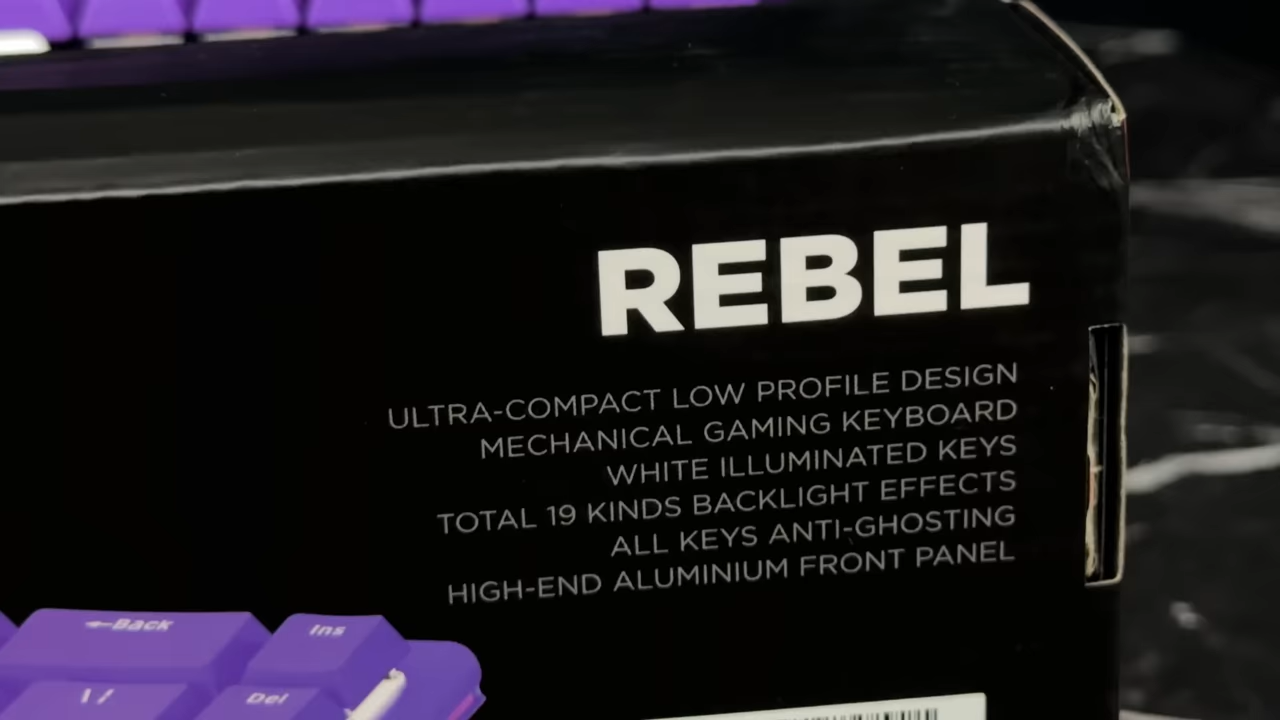 REBEL
ULTRA-COMPACT LOW PROFILE DESIGN
MECHANICAL GAMING KEYBOARD
WHITE ILLUMINATED KEYS
TOTAL 19 KINDS BACKLIGHT EFFECTS
ALL KEYS ANTI-GHOSTING
HIGH-END ALUMINIUM FRONT PANEL
←Back Ins
\ / Del